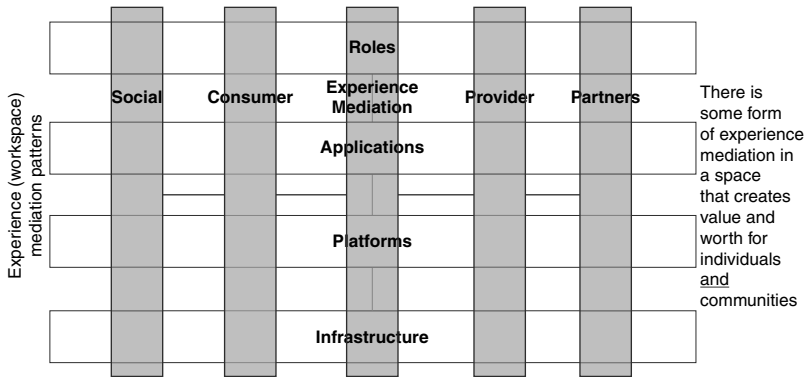 Experience (workspace)
mediation patterns
Roles
Social
Consumer
Experience
Mediation
Provider
Partners
Applications
Platforms
Infrastructure
There is
some form
of experience
mediation in
a space
that creates
value and
worth for
individuals
and
communities